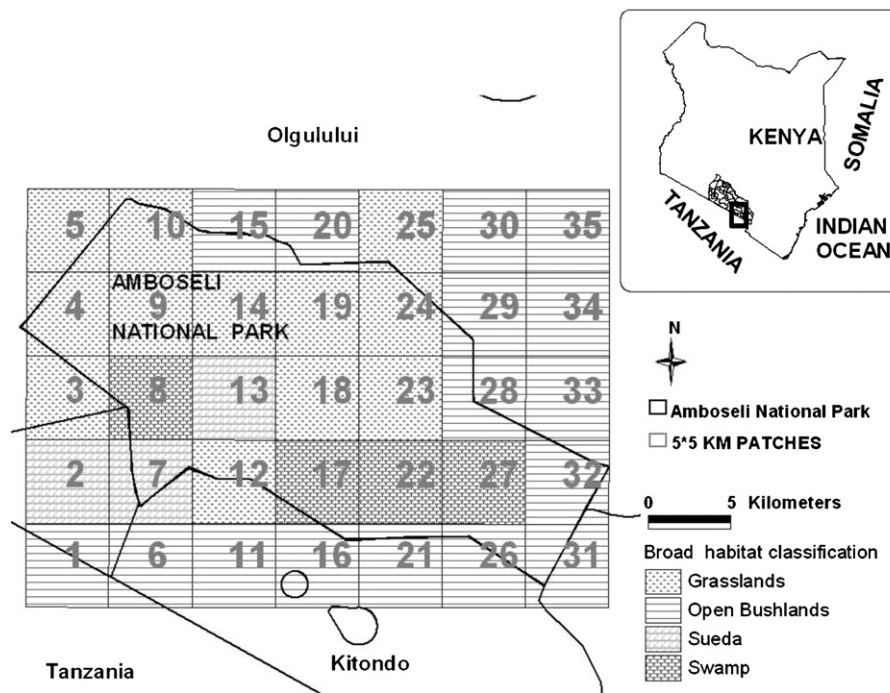 Olgulului
5 10 15 20 25 30 35
AMBOSELI
4 9 14 19 24 29 34
NATIONAL PARK
3 8 13 18 23 28 33
2 7 12 17 22 27 32
1 6 11 16 21 26 31
Tanzania
Kitondo
KENYA
SOMALIA
TANZANIA
INDIAN
OCEAN
N
Amboseli National Park
5*5 KM PATCHES
0 5 Kilometers
Broad habitat classification
Grasslands
Open Bushlands
Sueda
Swamp